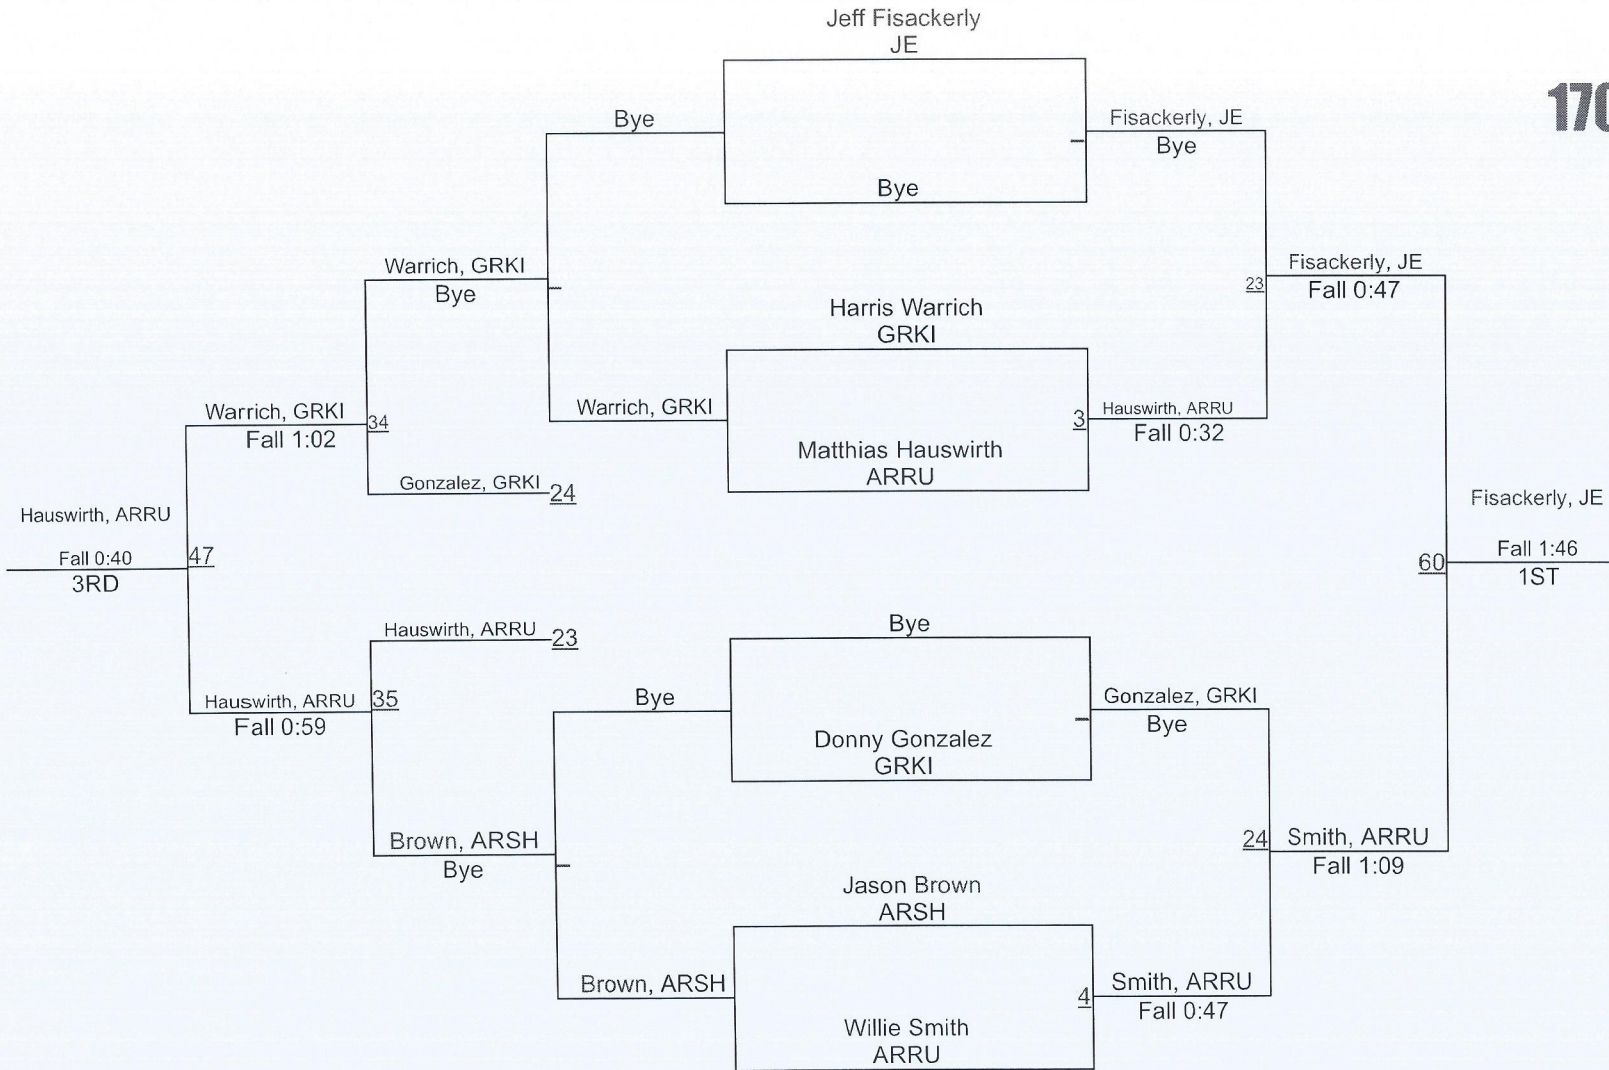 Jeff Fisackerly
JE
170
Bye
Fisackerly, JE
Bye
Bye
Warrich, GRKI
Bye
Fisackerly, JE
23
Fall 0:47
Harris Warrich
GRKI
Warrich, GRKI
Warrich, GRKI
34
Fall 1:02
3
Hauswirth, ARRU
Fall 0:32
Matthias Hauswirth
ARRU
Gonzalez, GRKI
24
Hauswirth, ARRU
Fall 0:40
47
3RD
Fisackerly, JE
Fall 1:46
60
1ST
Hauswirth, ARRU
23
Bye
Hauswirth, ARRU
35
Fall 0:59
Bye
Gonzalez, GRKI
Bye
Donny Gonzalez
GRKI
Brown, ARSH
Bye
24
Smith, ARRU
Fall 1:09
Jason Brown
ARSH
Brown, ARSH
4
Smith, ARRU
Fall 0:47
Willie Smith
ARRU